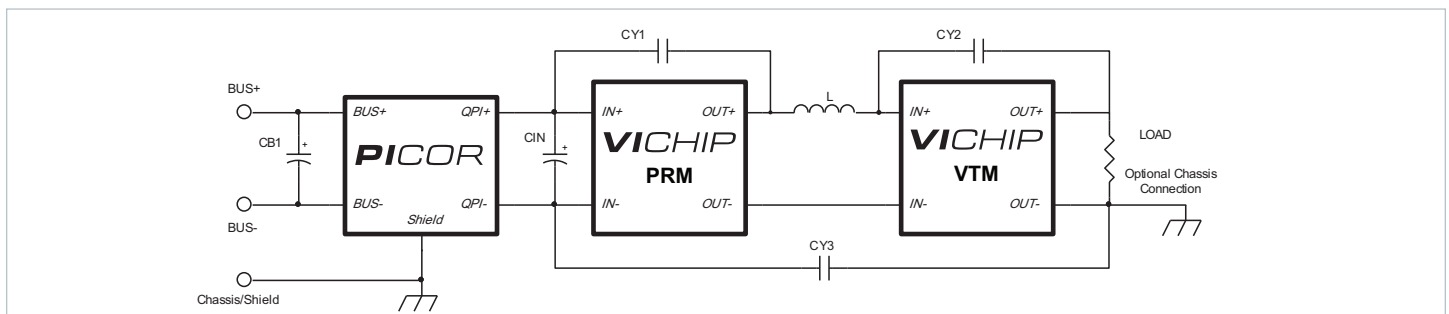 CY1
CY2
BUS+
BUS+
QPI+
CIN
+
IN+
OUT+
L
IN+
OUT+
CB1
+
PICOR
VICHIP
PRM
VICHIP
VTM
LOAD
Optional Chassis
Connection
BUS-
QPI-
IN-
OUT-
IN-
OUT-
BUS-
Shield
CY3
Chassis/Shield